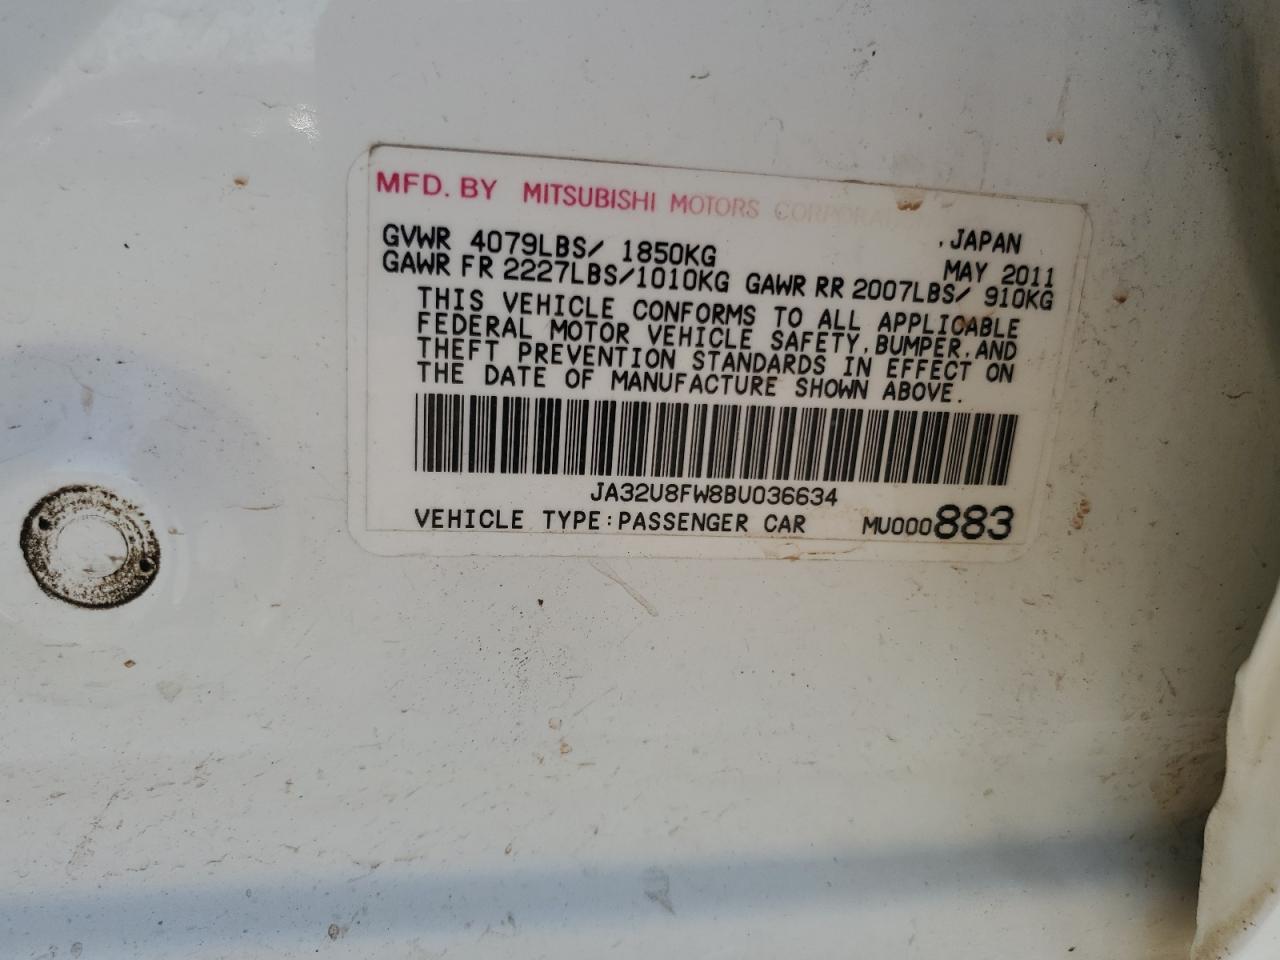 MFD. BY MITSUBISHI MOTORS CORPORATION, JAPAN
GVWR 4079LBS/ 1850KG MAY 2011
GAWR FR 2227LBS/1010KG GAWR RR 2007LBS/ 910KG
THIS VEHICLE CONFORMS TO ALL APPLICABLE
FEDERAL MOTOR VEHICLE SAFETY, BUMPER, AND
THEFT PREVENTION STANDARDS IN EFFECT ON
THE DATE OF MANUFACTURE SHOWN ABOVE.
JA32U8FW8BU036634
VEHICLE TYPE:PASSENGER CAR MU000883